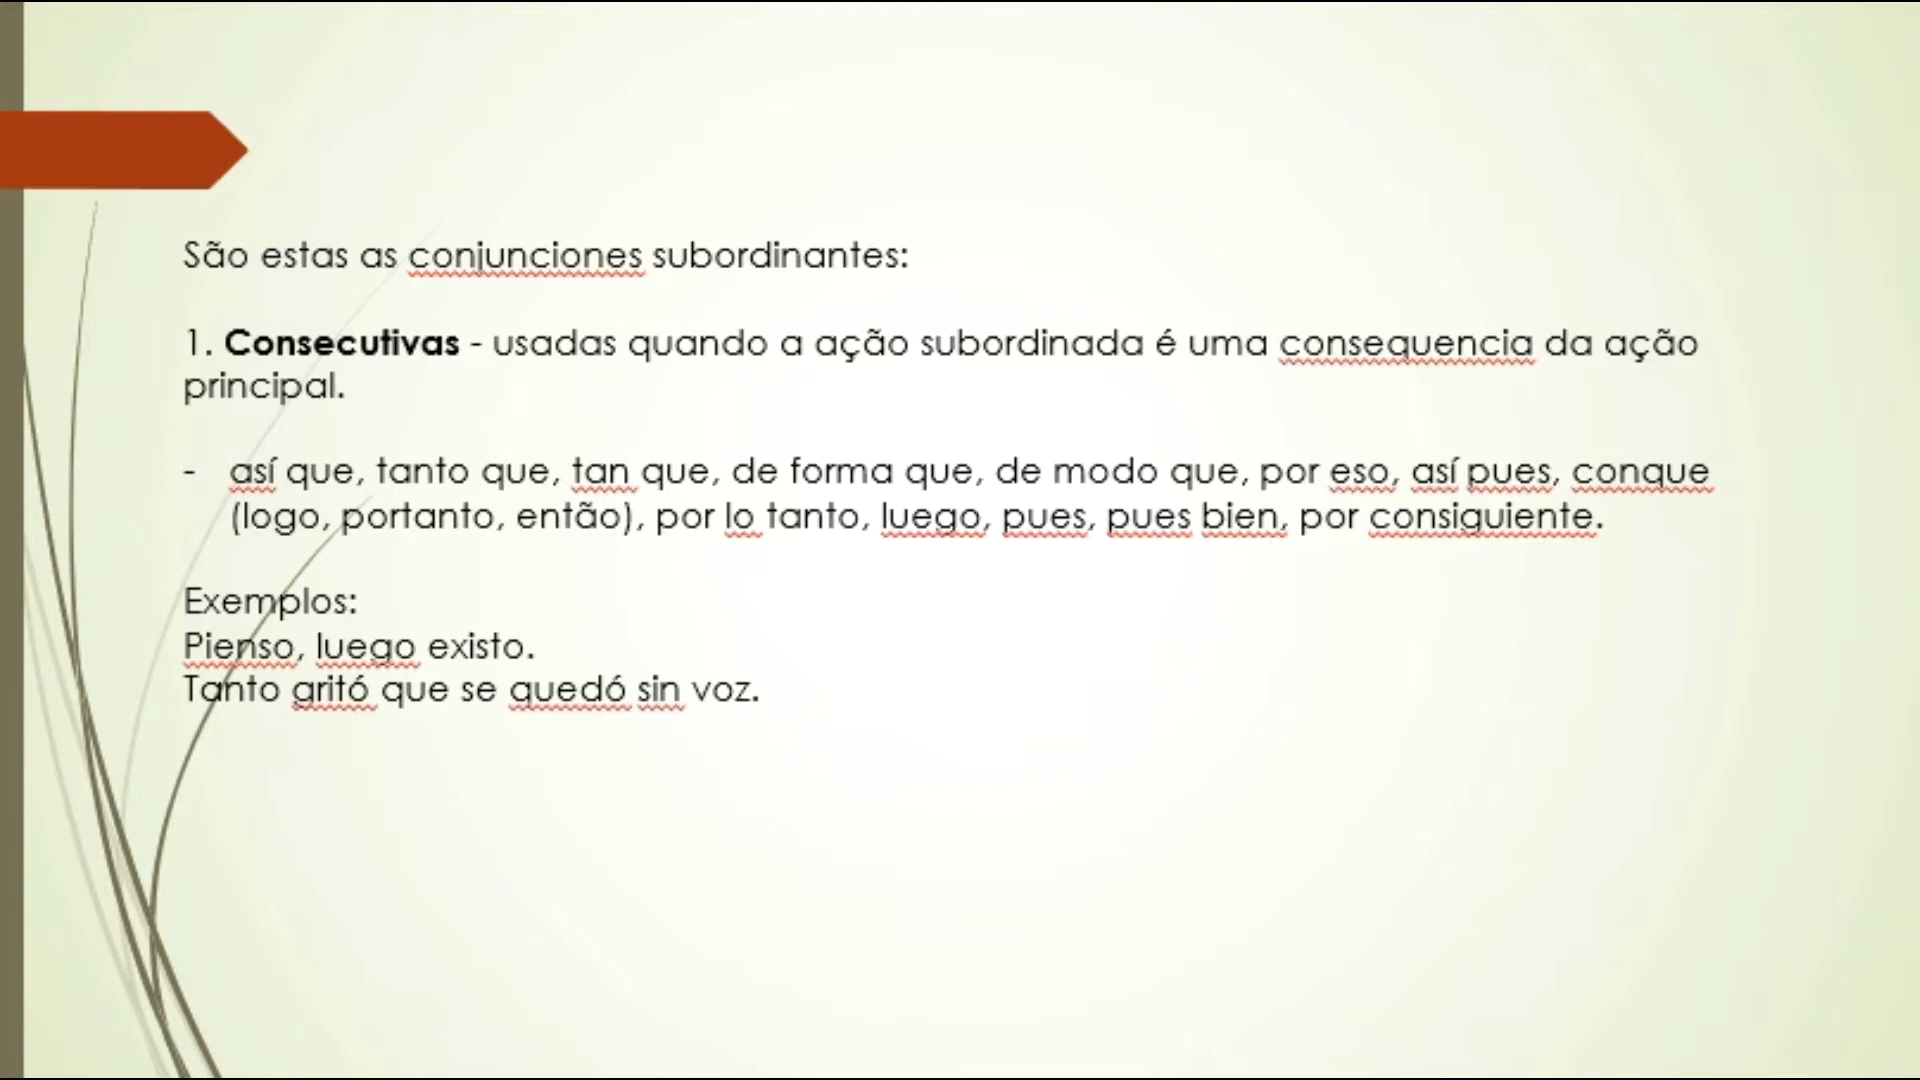 São estas as conjunciones subordinantes:
1. Consecutivas - usadas quando a ação subordinada é uma consequencia da ação
principal.
- así que, tanto que, tan que, de forma que, de modo que, por eso, así pues, conque
(logo, portanto, então), por lo tanto, luego, pues, pues bien, por consiguiente.
Exemplos:
Pienso, luego existo.
Tanto gritó que se quedó sin voz.